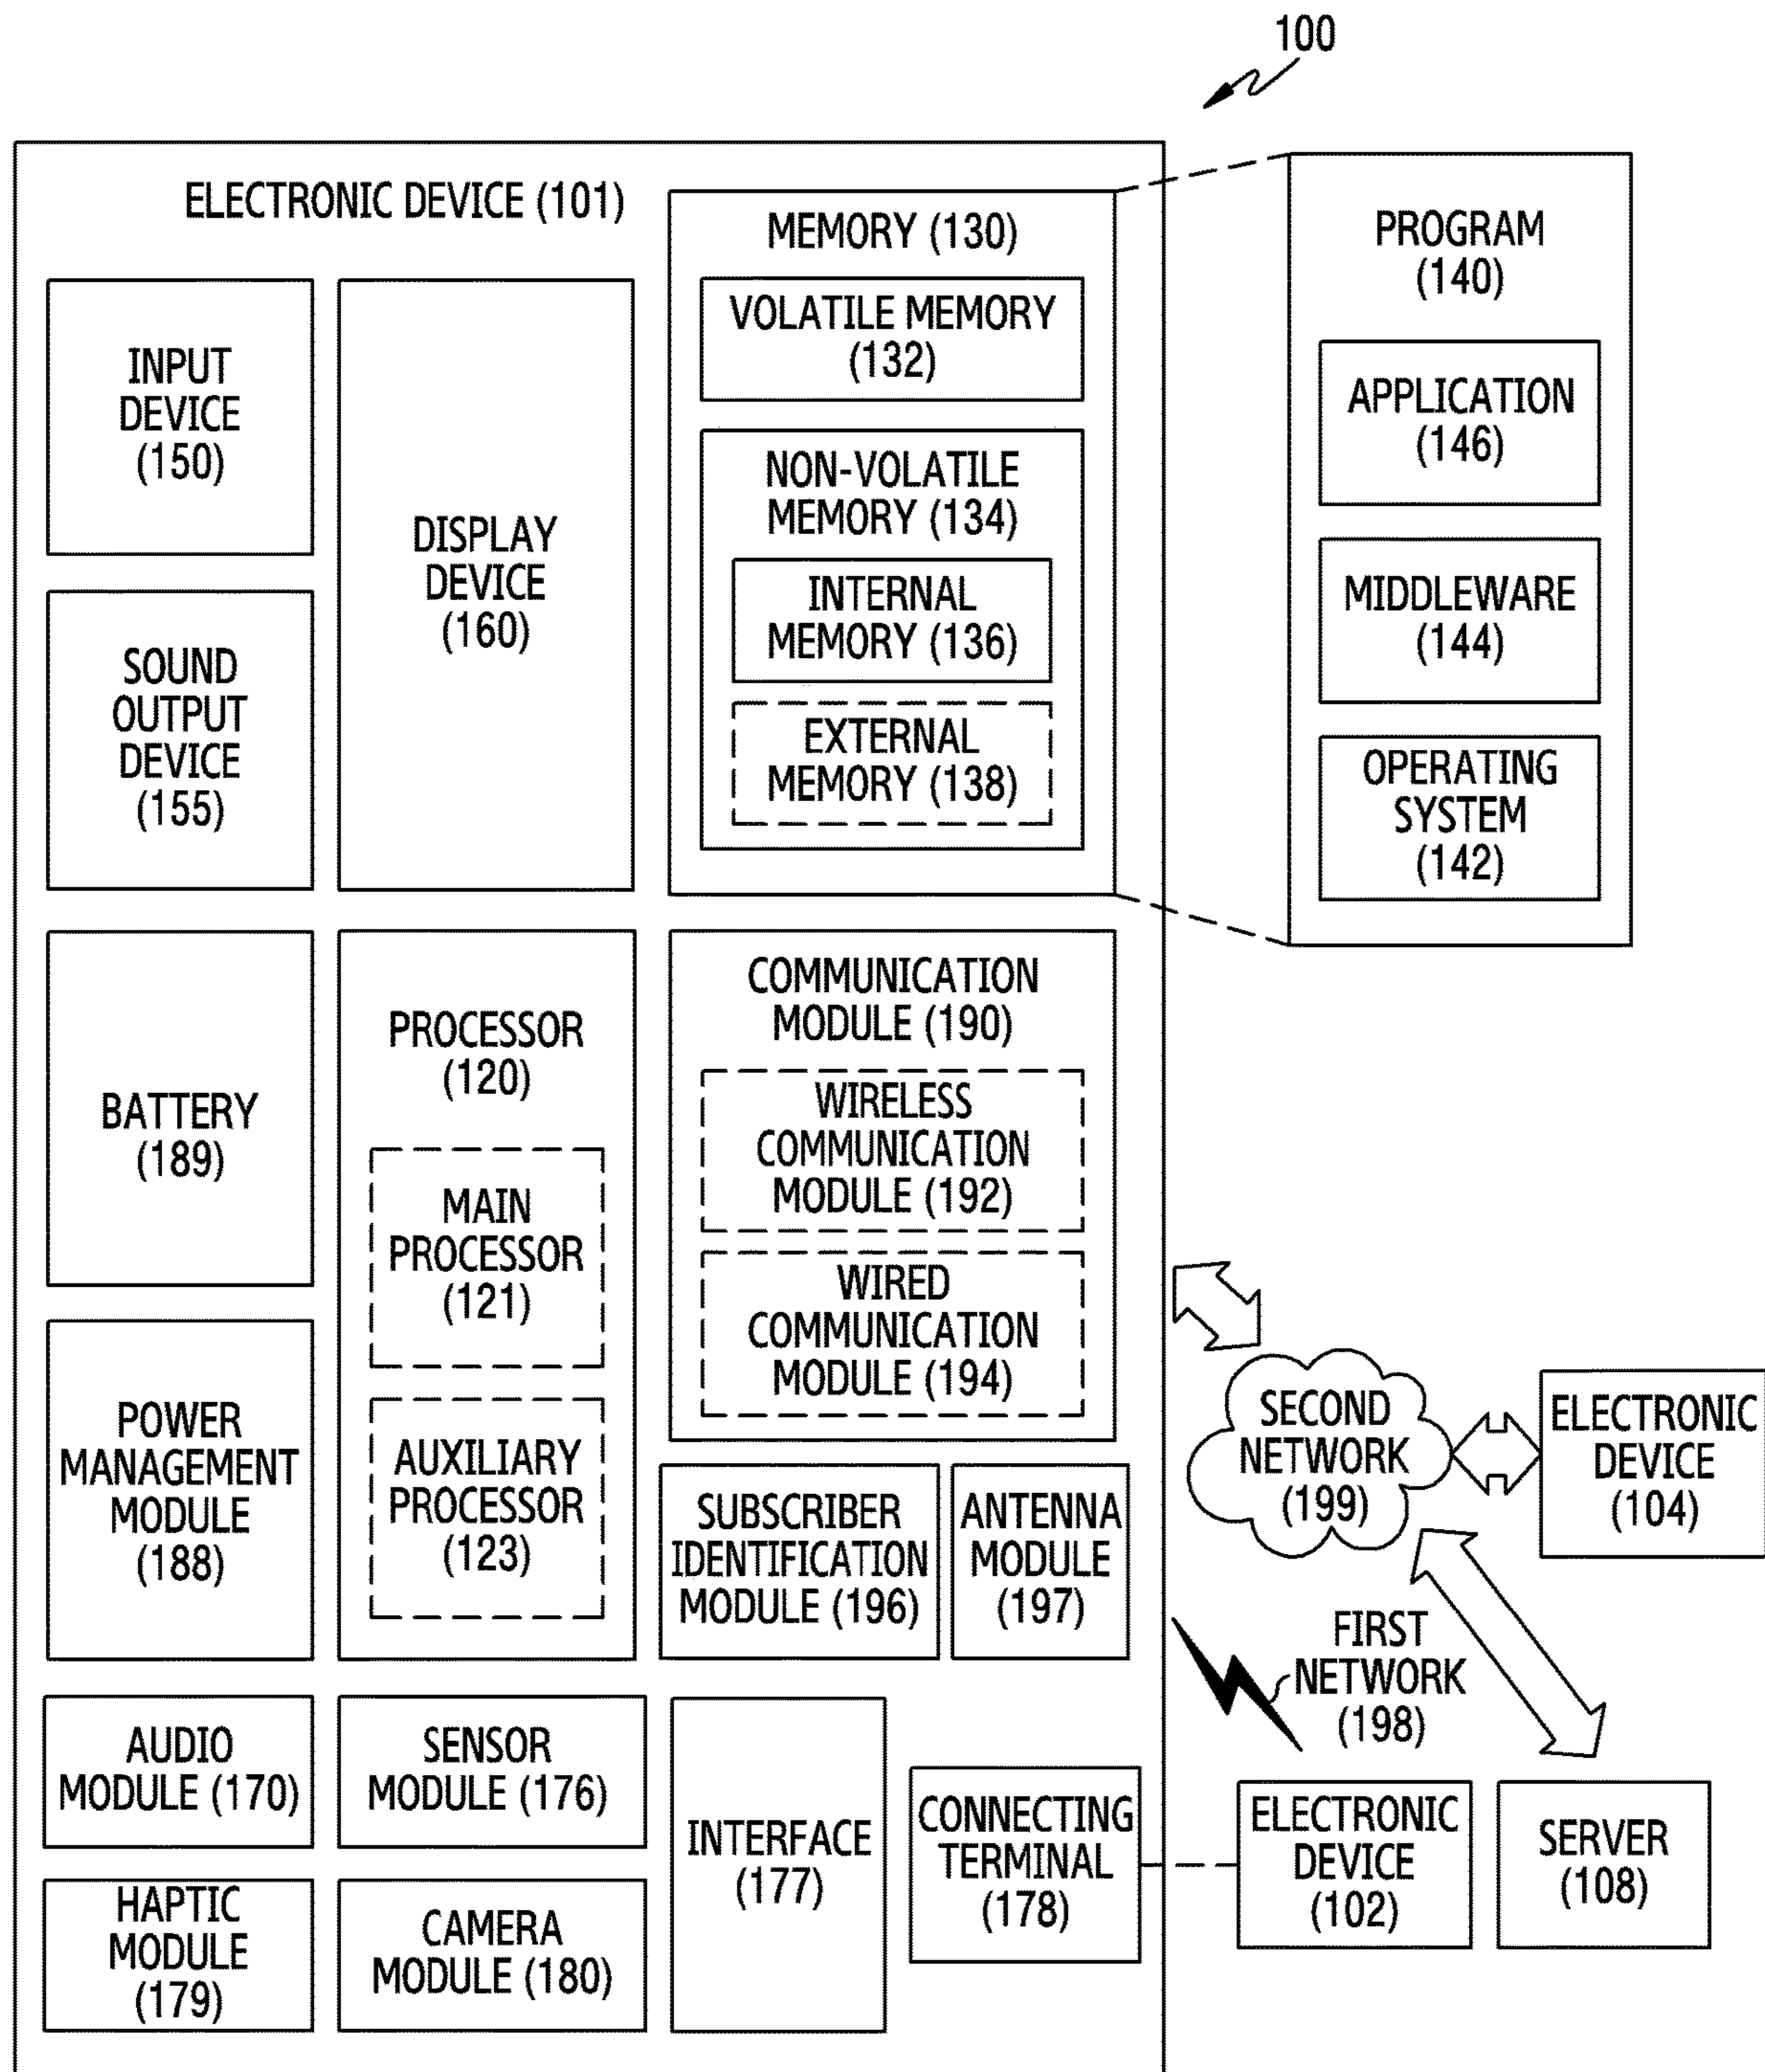 100
ELECTRONIC DEVICE (101)
INPUT
DEVICE
(150)
SOUND
OUTPUT
DEVICE
(155)
DISPLAY
DEVICE
(160)
MEMORY (130)
VOLATILE MEMORY
(132)
NON-VOLATILE
MEMORY (134)
INTERNAL
MEMORY (136)
EXTERNAL
MEMORY (138)
PROGRAM
(140)
APPLICATION
(146)
MIDDLEWARE
(144)
OPERATING
SYSTEM
(142)
BATTERY
(189)
POWER
MANAGEMENT
MODULE
(188)
PROCESSOR
(120)
MAIN
PROCESSOR
(121)
AUXILIARY
PROCESSOR
(123)
COMMUNICATION
MODULE (190)
WIRELESS
COMMUNICATION
MODULE (192)
WIRED
COMMUNICATION
MODULE (194)
SUBSCRIBER
IDENTIFICATION
MODULE (196)
ANTENNA
MODULE
(197)
SECOND
NETWORK
(199)
ELECTRONIC
DEVICE
(104)
FIRST
NETWORK
(198)
AUDIO
MODULE (170)
SENSOR
MODULE (176)
INTERFACE
(177)
CONNECTING
TERMINAL
(178)
ELECTRONIC
DEVICE
(102)
SERVER
(108)
HAPTIC
MODULE
(179)
CAMERA
MODULE (180)